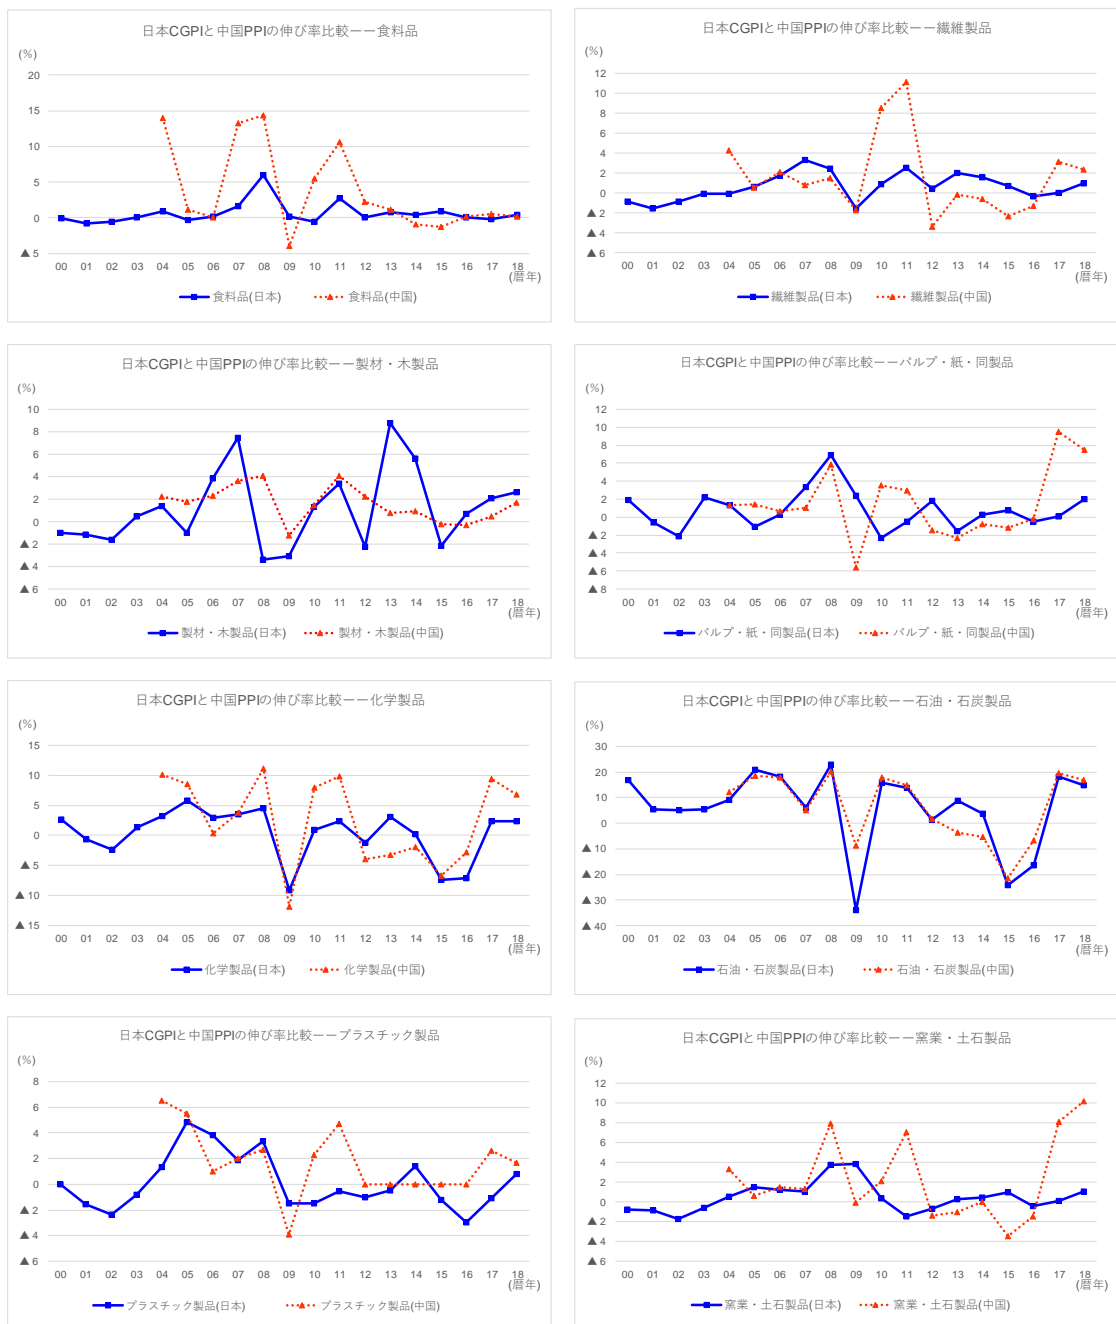 日本CGPIと中国PPIの伸び率比較ーー食料品
(%)
20
15
10
5
0
▲ 5
00 01 02 03 04 05 06 07 08 09 10 11 12 13 14 15 16 17 18
(暦年)
食料品(日本) 食料品(中国)
日本CGPIと中国PPIの伸び率比較ーー繊維製品
(%)
12
10
8
6
4
2
0
▲ 2
▲ 4
▲ 6
00 01 02 03 04 05 06 07 08 09 10 11 12 13 14 15 16 17 18
(暦年)
繊維製品(日本) 繊維製品(中国)
日本CGPIと中国PPIの伸び率比較ーー製材・木製品
(%)
10
8
6
4
2
0
▲ 2
▲ 4
▲ 6
00 01 02 03 04 05 06 07 08 09 10 11 12 13 14 15 16 17 18
(暦年)
製材・木製品(日本) 製材・木製品(中国)
日本CGPIと中国PPIの伸び率比較ーーパルプ・紙・同製品
(%)
12
10
8
6
4
2
0
▲ 2
▲ 4
▲ 6
▲ 8
00 01 02 03 04 05 06 07 08 09 10 11 12 13 14 15 16 17 18
(暦年)
パルプ・紙・同製品(日本) パルプ・紙・同製品(中国)
日本CGPIと中国PPIの伸び率比較ーー化学製品
(%)
15
10
5
0
▲ 5
▲ 10
▲ 15
00 01 02 03 04 05 06 07 08 09 10 11 12 13 14 15 16 17 18
(暦年)
化学製品(日本) 化学製品(中国)
日本CGPIと中国PPIの伸び率比較ーー石油・石炭製品
(%)
30
20
10
0
▲ 10
▲ 20
▲ 30
▲ 40
00 01 02 03 04 05 06 07 08 09 10 11 12 13 14 15 16 17 18
(暦年)
石油・石炭製品(日本) 石油・石炭製品(中国)
日本CGPIと中国PPIの伸び率比較ーープラスチック製品
(%)
8
6
4
2
0
▲ 2
▲ 4
▲ 6
00 01 02 03 04 05 06 07 08 09 10 11 12 13 14 15 16 17 18
(暦年)
プラスチック製品(日本) プラスチック製品(中国)
日本CGPIと中国PPIの伸び率比較ーー窯業・土石製品
(%)
12
10
8
6
4
2
0
▲ 2
▲ 4
▲ 6
00 01 02 03 04 05 06 07 08 09 10 11 12 13 14 15 16 17 18
(暦年)
窯業・土石製品(日本) 窯業・土石製品(中国)